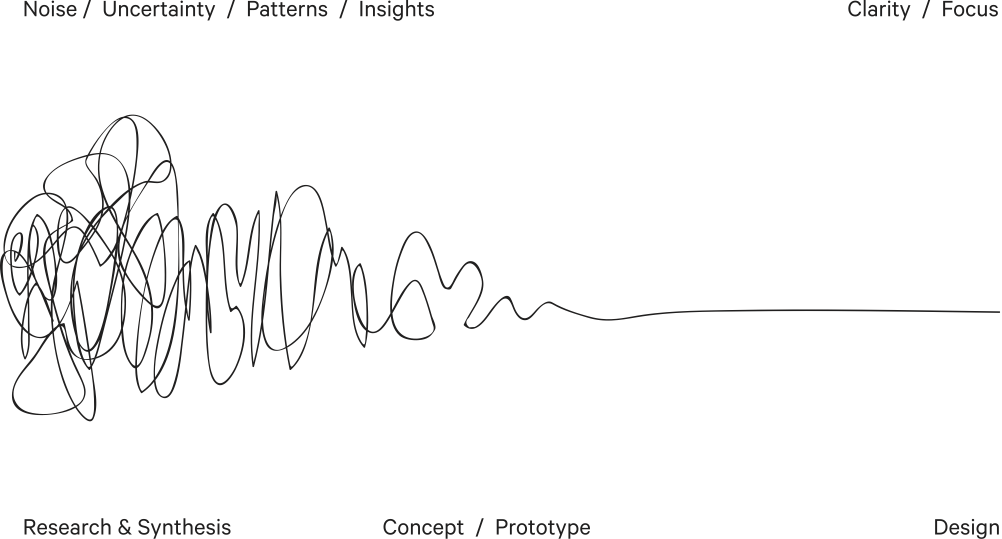 Noise / Uncertainty / Patterns / Insights
Clarity / Focus
Research & Synthesis
Concept / Prototype
Design